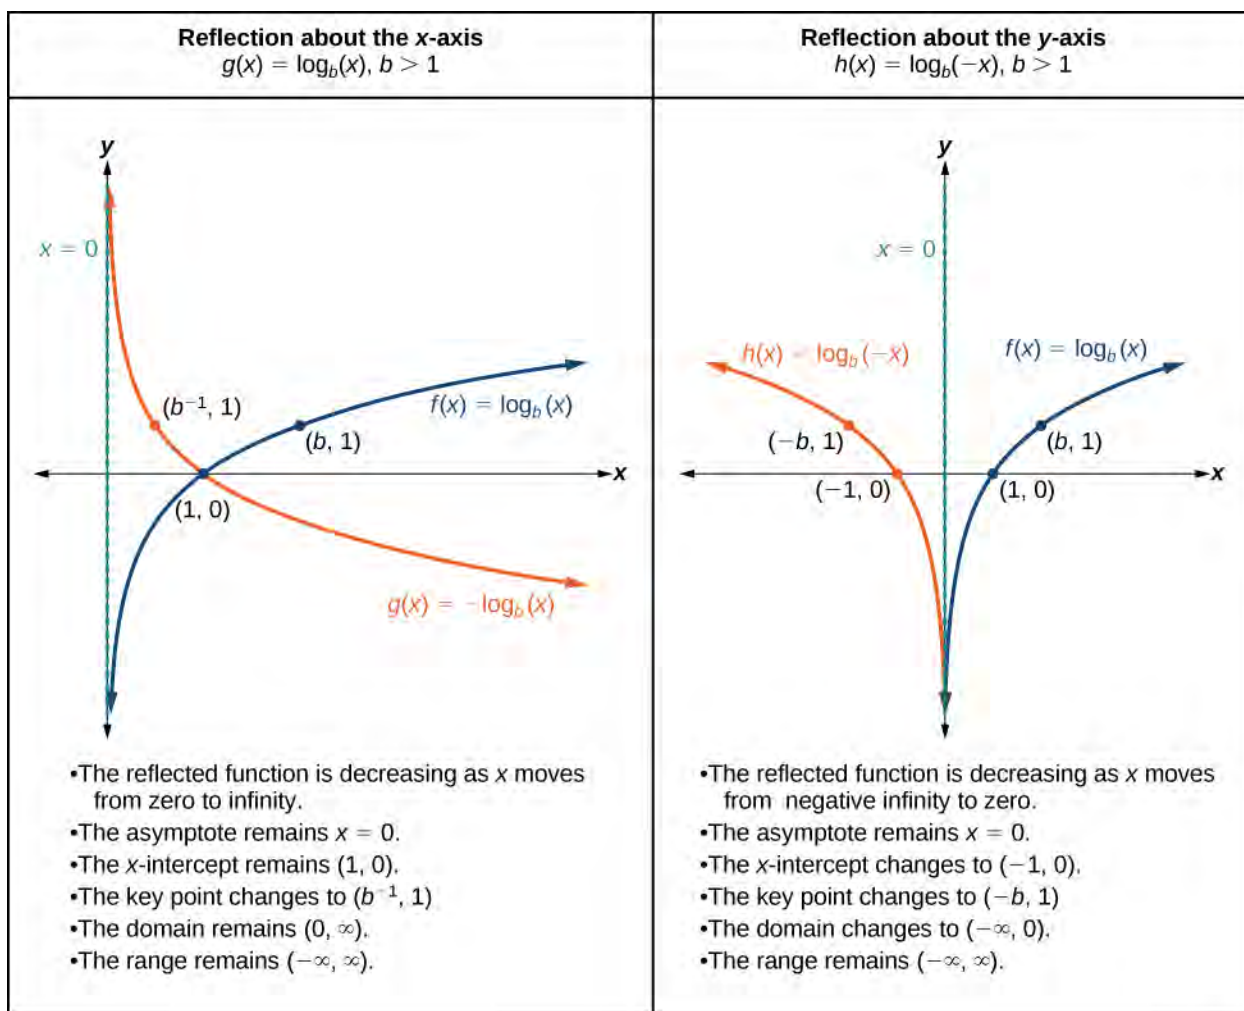 Reflection about the x-axis
g(x) = log_b(x), b > 1
y
x = 0
(b⁻¹, 1)
f(x) = log_b(x)
(b, 1)
x
(1, 0)
g(x) = −log_b(x)
•The reflected function is decreasing as x moves
from zero to infinity.
•The asymptote remains x = 0.
•The x-intercept remains (1, 0).
•The key point changes to (b⁻¹, 1)
•The domain remains (0, ∞).
•The range remains (−∞, ∞).
Reflection about the y-axis
h(x) = log_b(−x), b > 1
y
x = 0
h(x) = log_b(−x)
f(x) = log_b(x)
(−b, 1)
(b, 1)
x
(−1, 0)
(1, 0)
•The reflected function is decreasing as x moves
from negative infinity to zero.
•The asymptote remains x = 0.
•The x-intercept changes to (−1, 0).
•The key point changes to (−b, 1)
•The domain changes to (−∞, 0).
•The range remains (−∞, ∞).